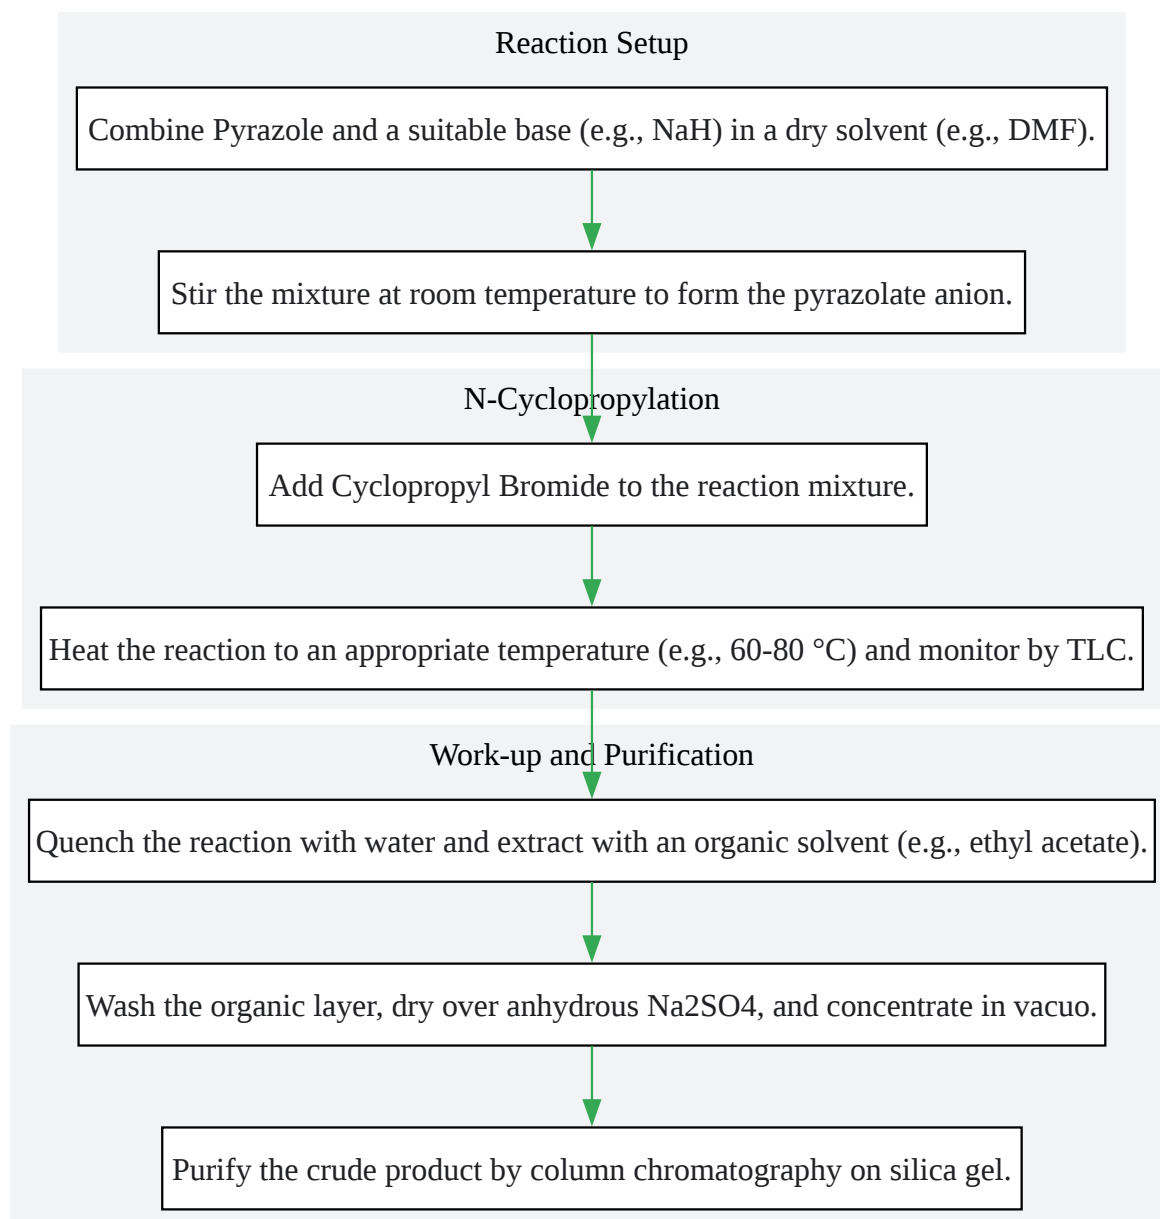 Reaction Setup
Combine Pyrazole and a suitable base (e.g., NaH) in a dry solvent (e.g., DMF).
Stir the mixture at room temperature to form the pyrazolate anion.
N-Cyclopropylation
Add Cyclopropyl Bromide to the reaction mixture.
Heat the reaction to an appropriate temperature (e.g., 60-80 °C) and monitor by TLC.
Work-up and Purification
Quench the reaction with water and extract with an organic solvent (e.g., ethyl acetate).
Wash the organic layer, dry over anhydrous Na2SO4, and concentrate in vacuo.
Purify the crude product by column chromatography on silica gel.